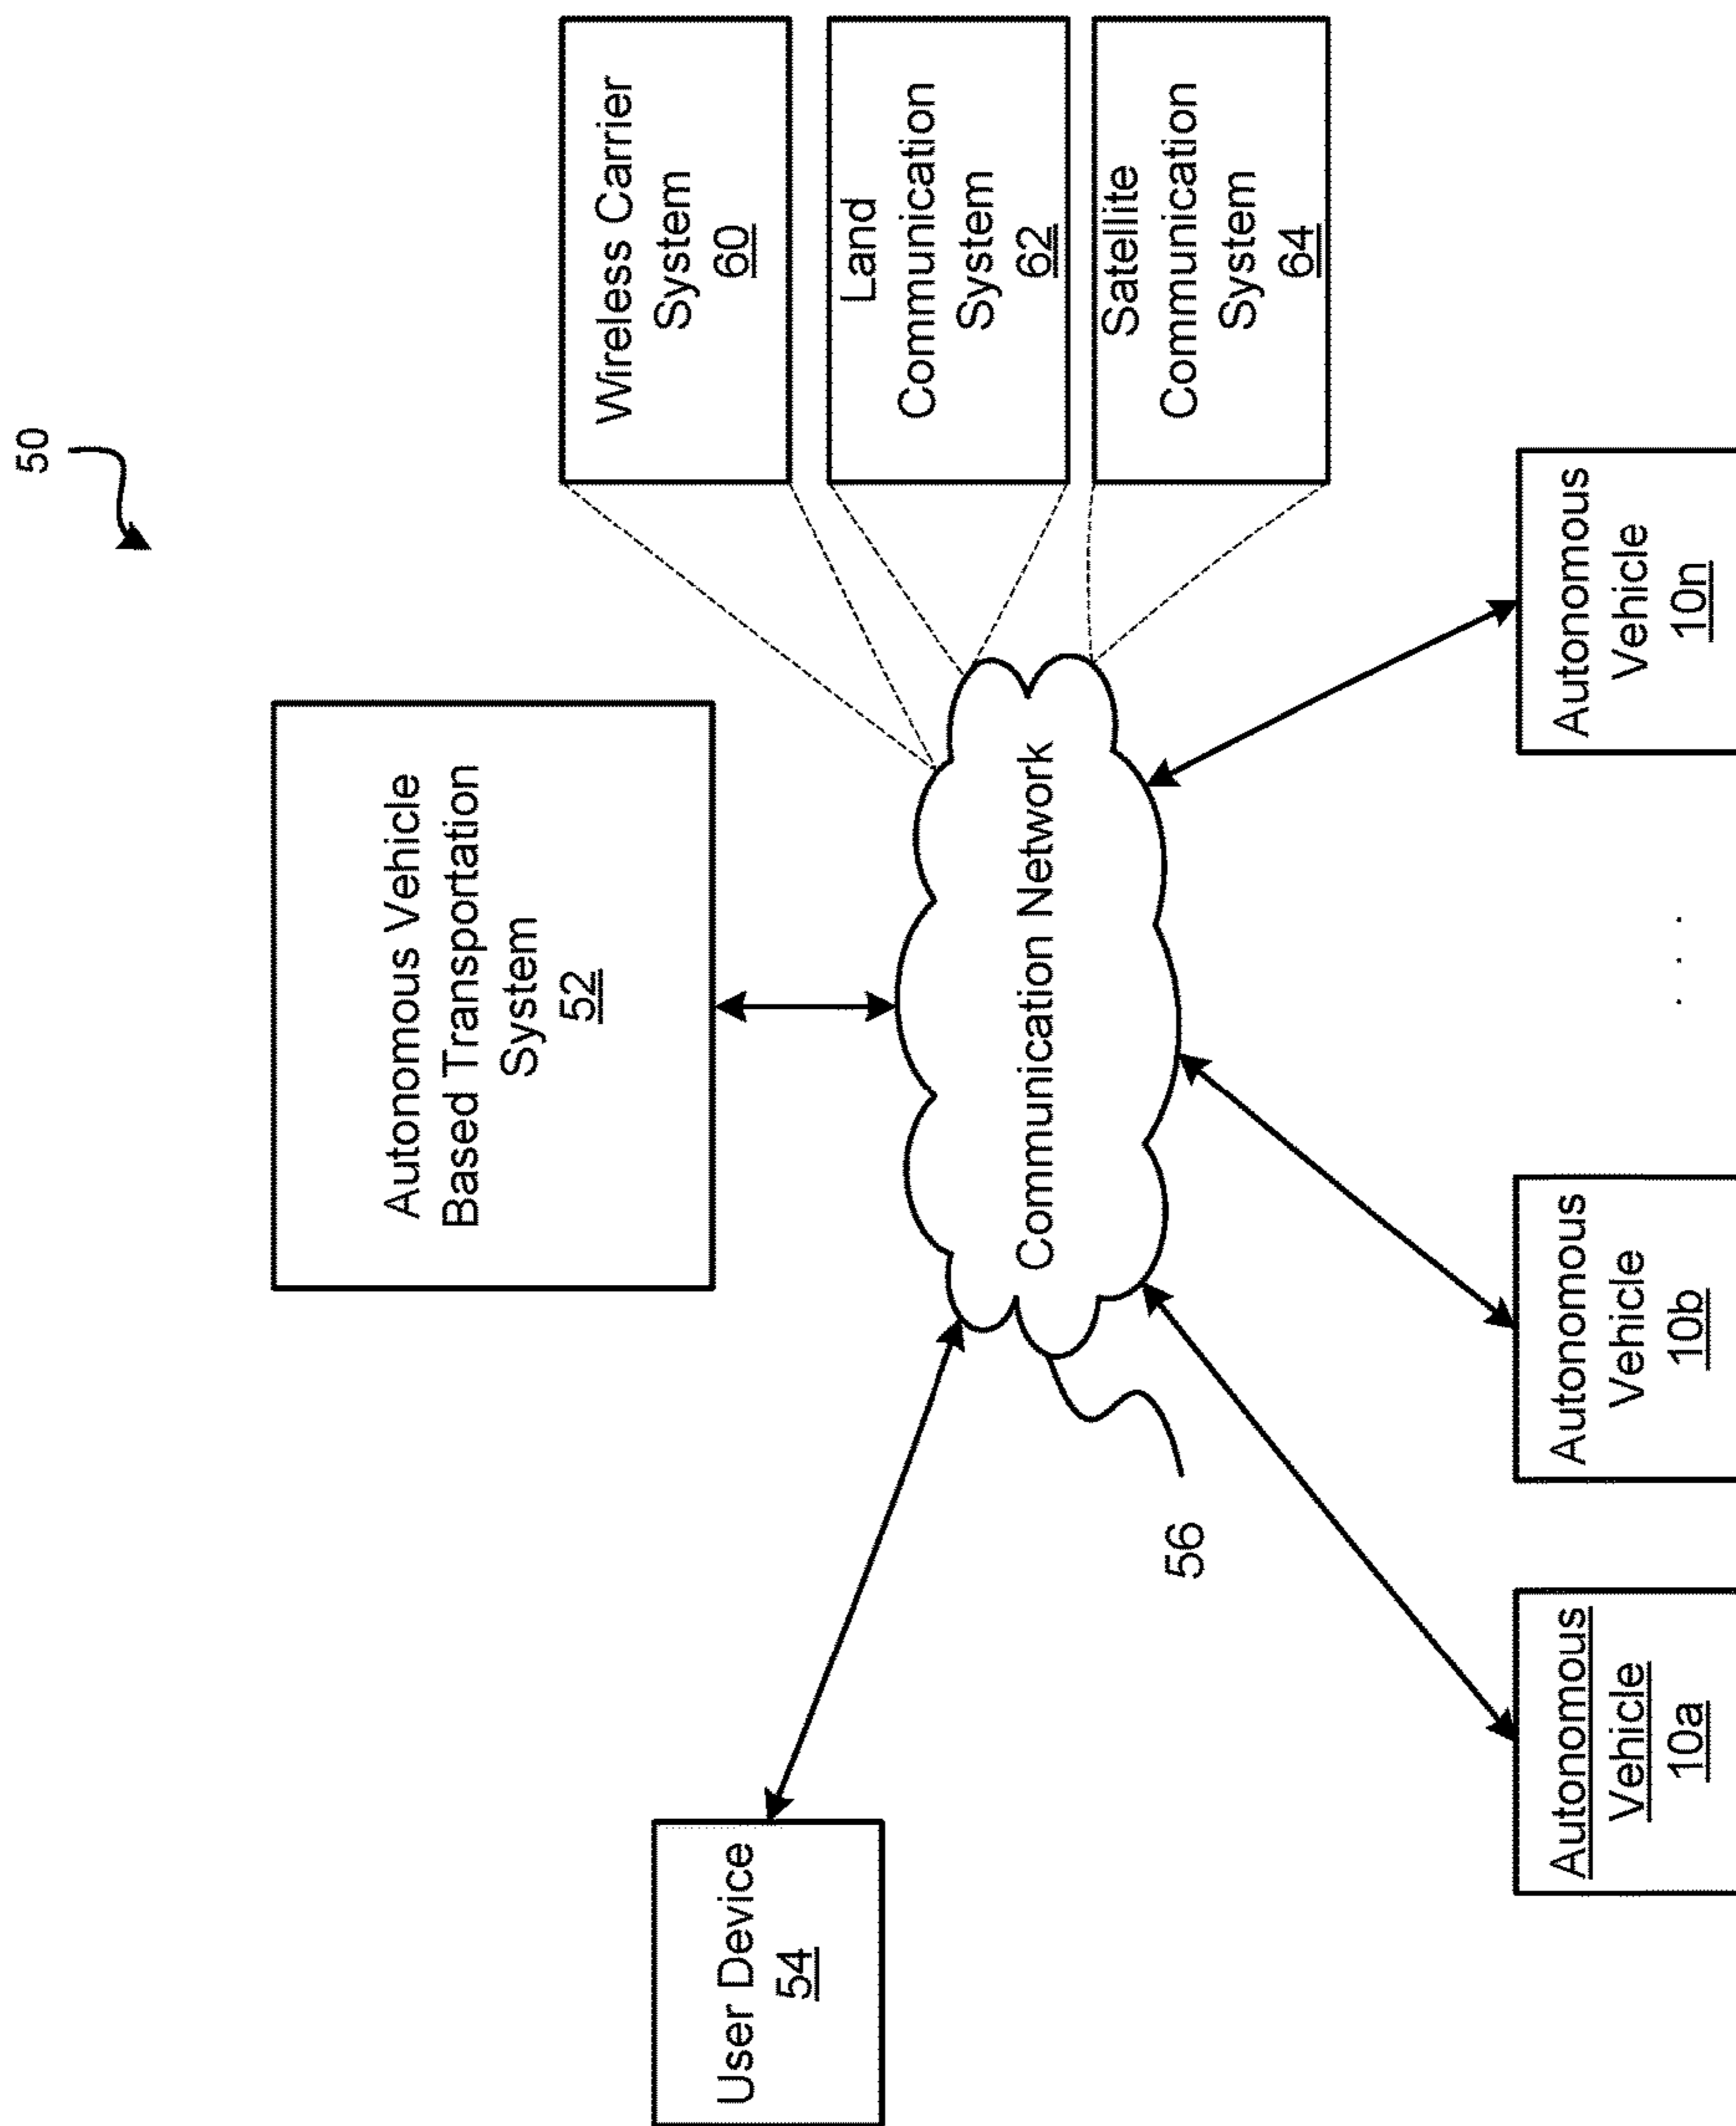 50
Autonomous Vehicle
Based Transportation
System
52
Wireless Carrier
System
60
Land
Communication
System
62
Satellite
Communication
System
64
User Device
54
Communication Network
56
Autonomous
Vehicle
10a
Autonomous
Vehicle
10b
. . .
Autonomous
Vehicle
10n